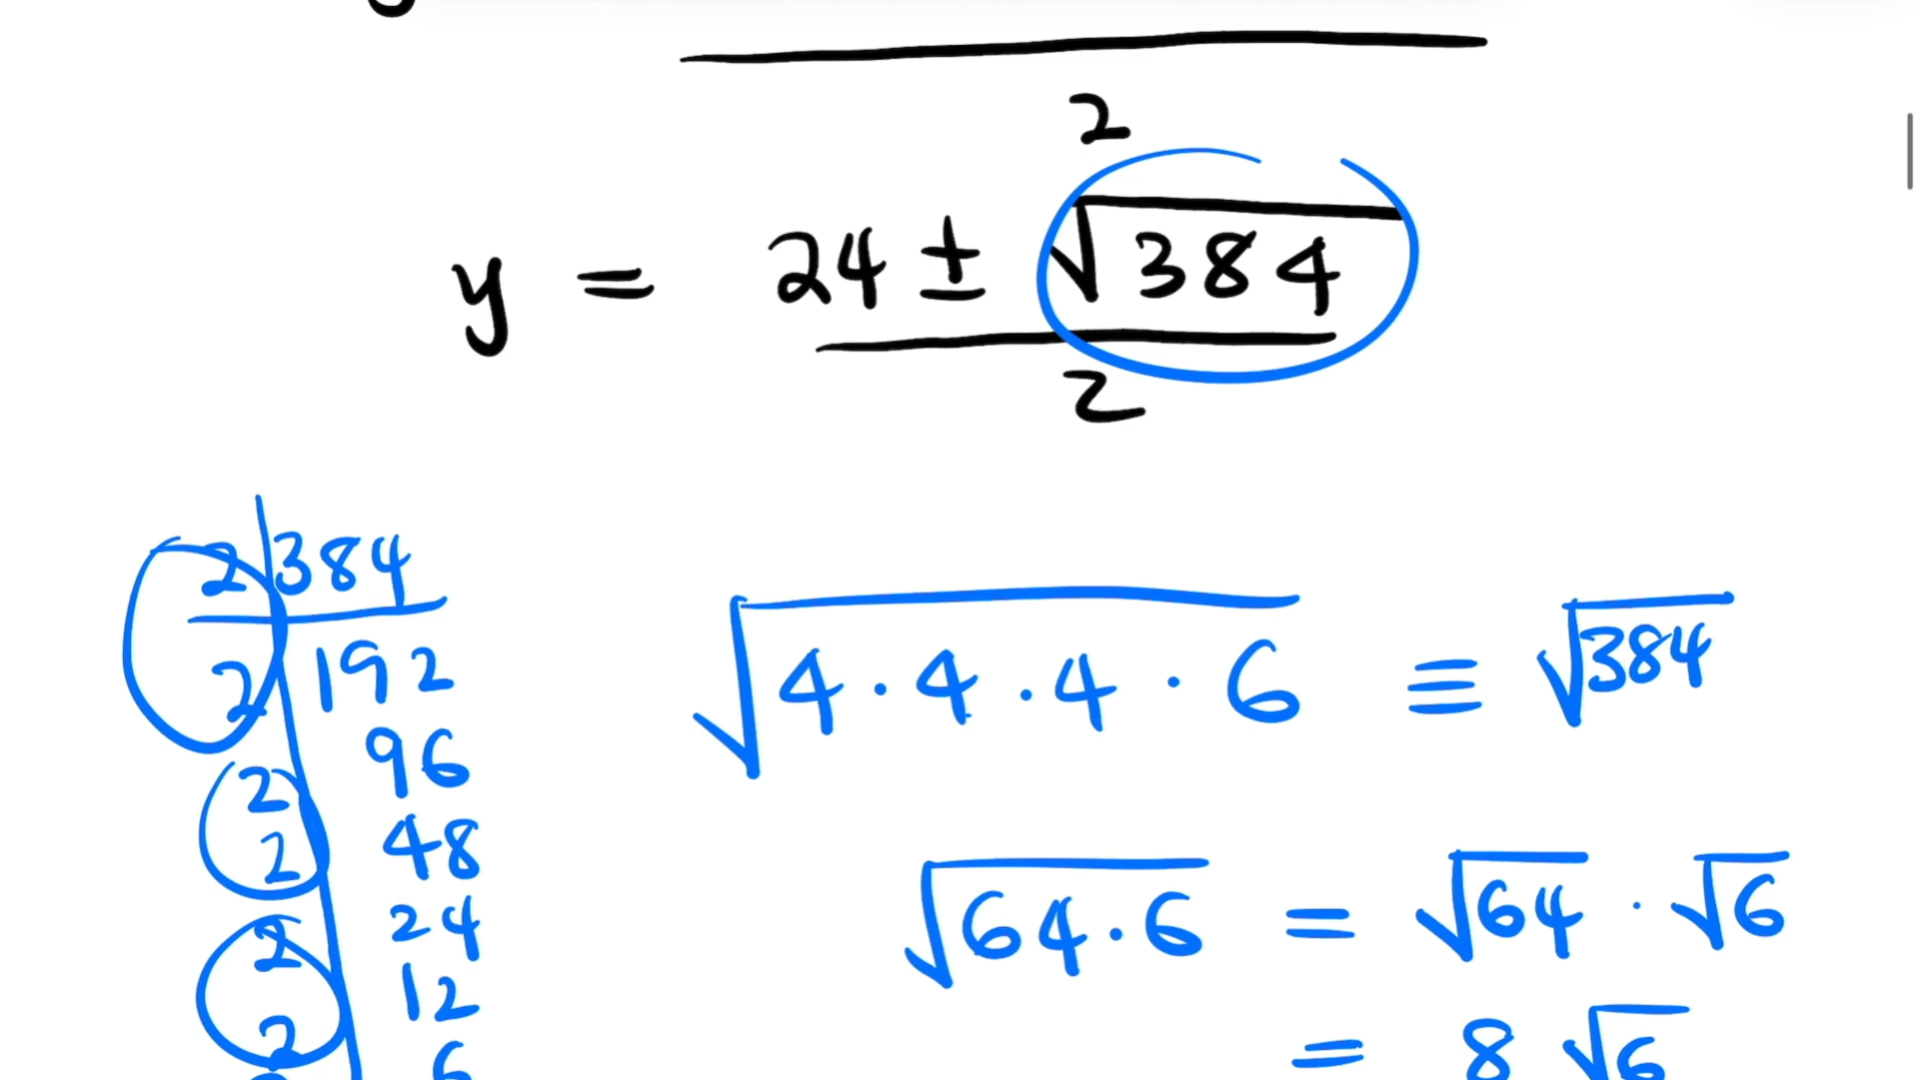 2
y = 24 ± √384
2
2 | 384
2 | 192
96
2
2 48
2 24
12
2
6
√4·4·4·6 ≡ √384
√64·6 = √64 · √6
= 8 √6